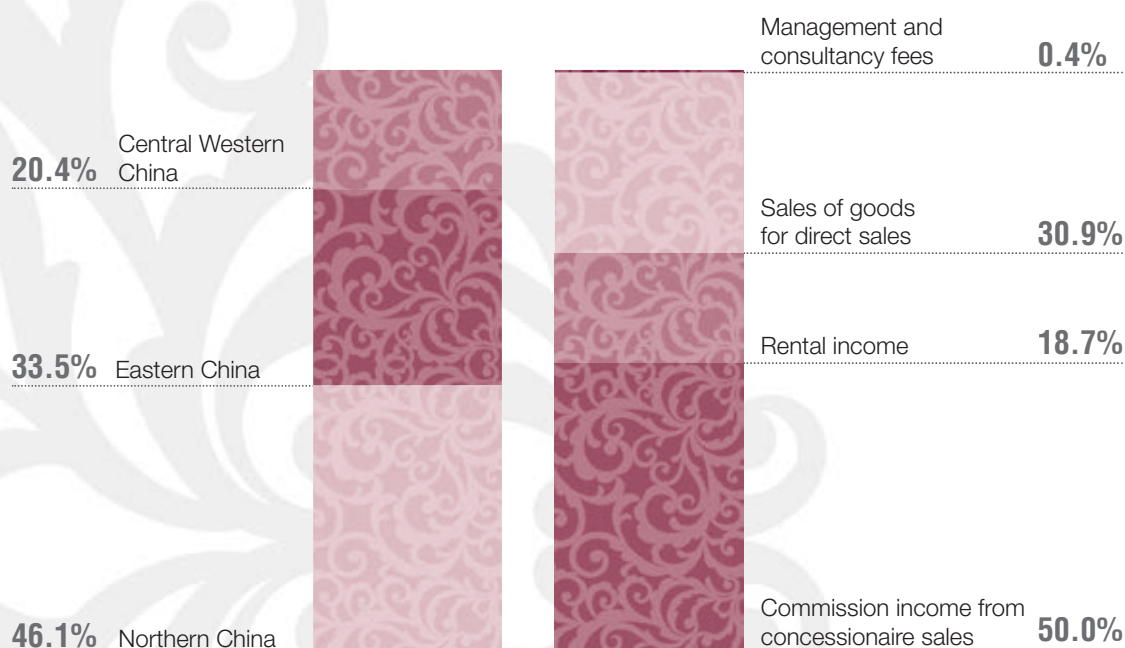 Management and
consultancy fees 0.4%
Central Western
20.4% China
Sales of goods
for direct sales 30.9%
33.5% Eastern China
Rental income 18.7%
46.1% Northern China
Commission income from
concessionaire sales 50.0%